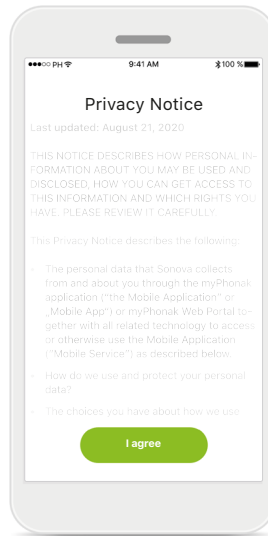 PH 9:41 AM 100 %
Privacy Notice
Last updated: August 21, 2020
THIS NOTICE DESCRIBES HOW PERSONAL IN-
FORMATION ABOUT YOU MAY BE USED AND
DISCLOSED, HOW YOU CAN GET ACCESS TO
THIS INFORMATION AND WHICH RIGHTS YOU
HAVE. PLEASE REVIEW IT CAREFULLY.
This Privacy Notice describes the following:
- The personal data that Sonova collects
from and about you through the myPhonak
application ("the Mobile Application" or
„Mobile App") or myPhonak Web Portal to-
gether with all related technology to access
or otherwise use the Mobile Application
("Mobile Service") as described below.
- How do we use and protect your personal
data?
- The choices you have about how we use
I agree